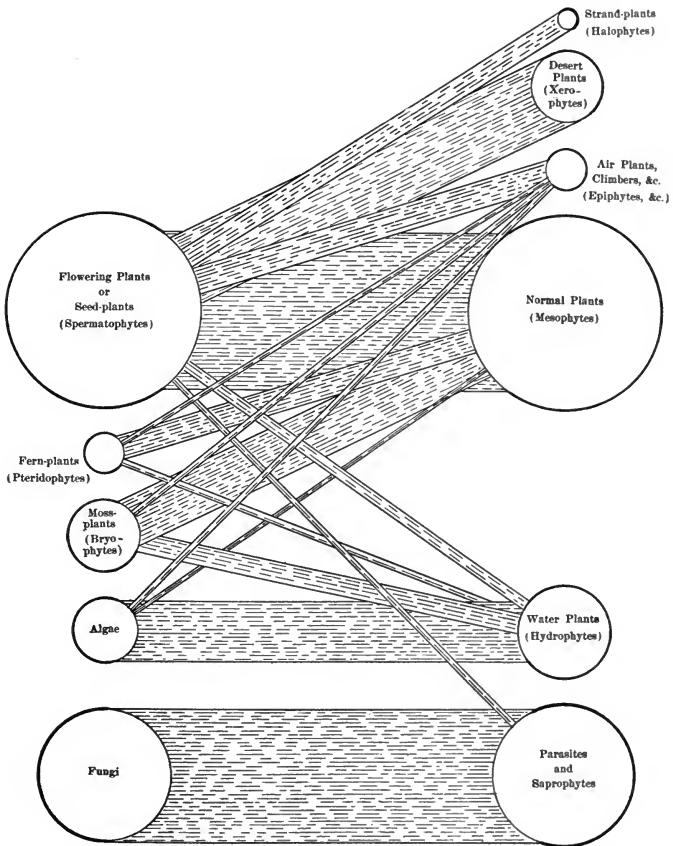 Strand-plants
(Halophytes)
Desert
Plants
(Xero-
phytes)
Air Plants,
Climbers, &c.
(Epiphytes, &c.)
Flowering Plants
or
Seed-plants
(Spermatophytes)
Normal Plants
(Mesophytes)
Fern-plants
(Pteridophytes)
Moss-
plants
(Bryo-
phytes)
Algae
Water Plants
(Hydrophytes)
Fungi
Parasites
and
Saprophytes